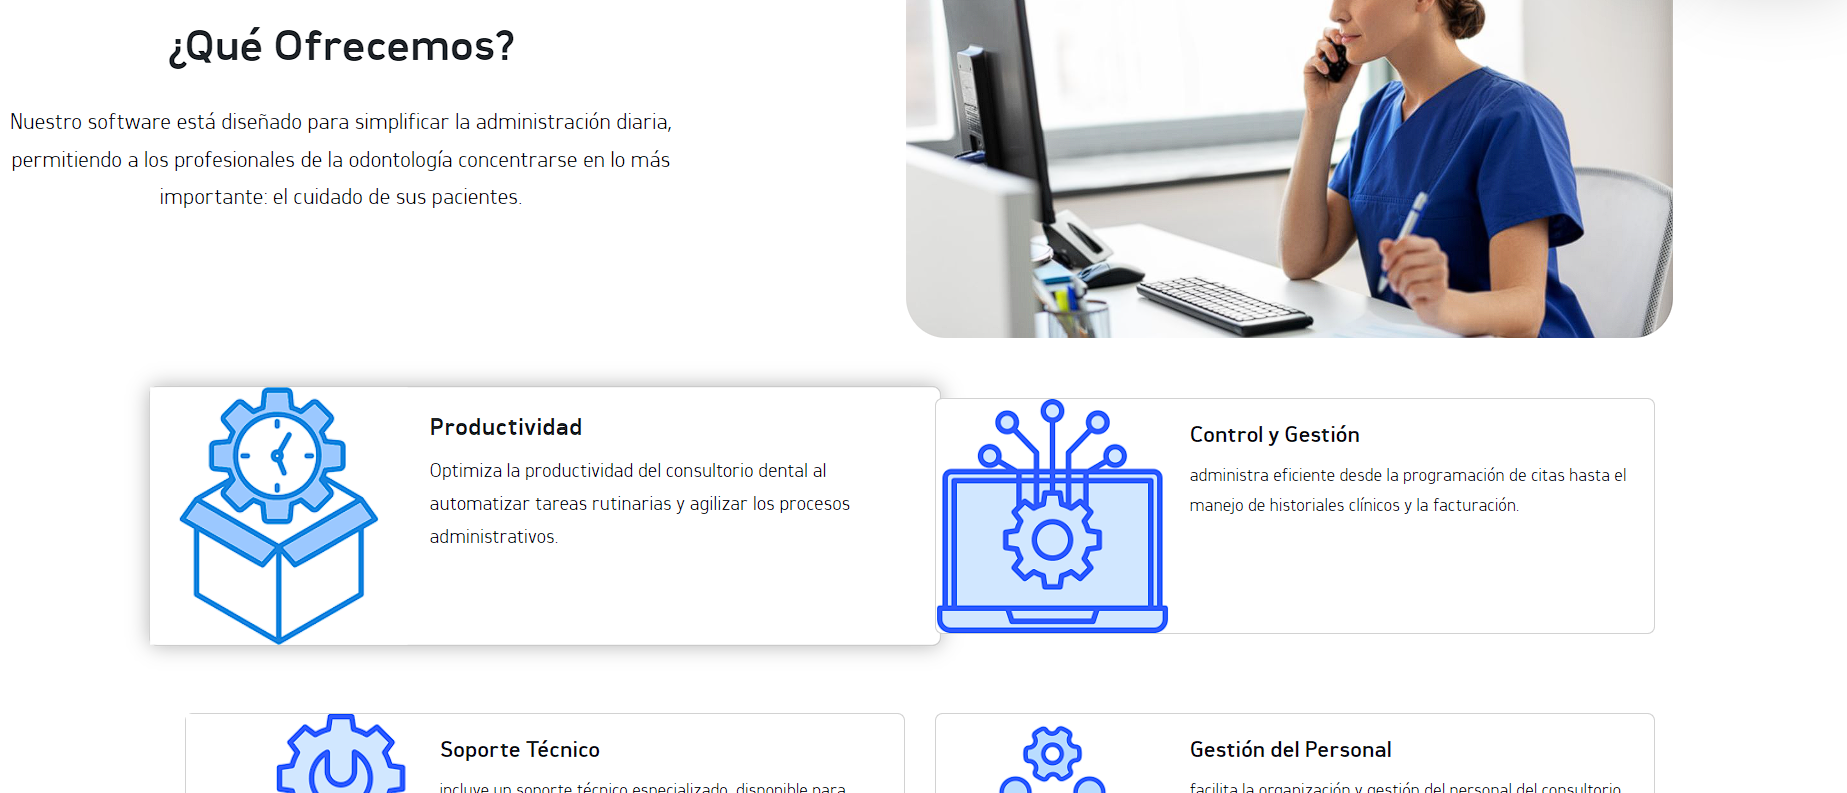 ¿Qué Ofrecemos?
Nuestro software está diseñado para simplificar la administración diaria,
permitiendo a los profesionales de la odontología concentrarse en lo más
importante: el cuidado de sus pacientes.
Productividad
Optimiza la productividad del consultorio dental al
automatizar tareas rutinarias y agilizar los procesos
administrativos.
Control y Gestión
administra eficiente desde la programación de citas hasta el
manejo de historiales clínicos y la facturación.
Soporte Técnico
incluye un soporte técnico especializado, disponible para
Gestión del Personal
facilita la organización y gestión del personal del consultorio